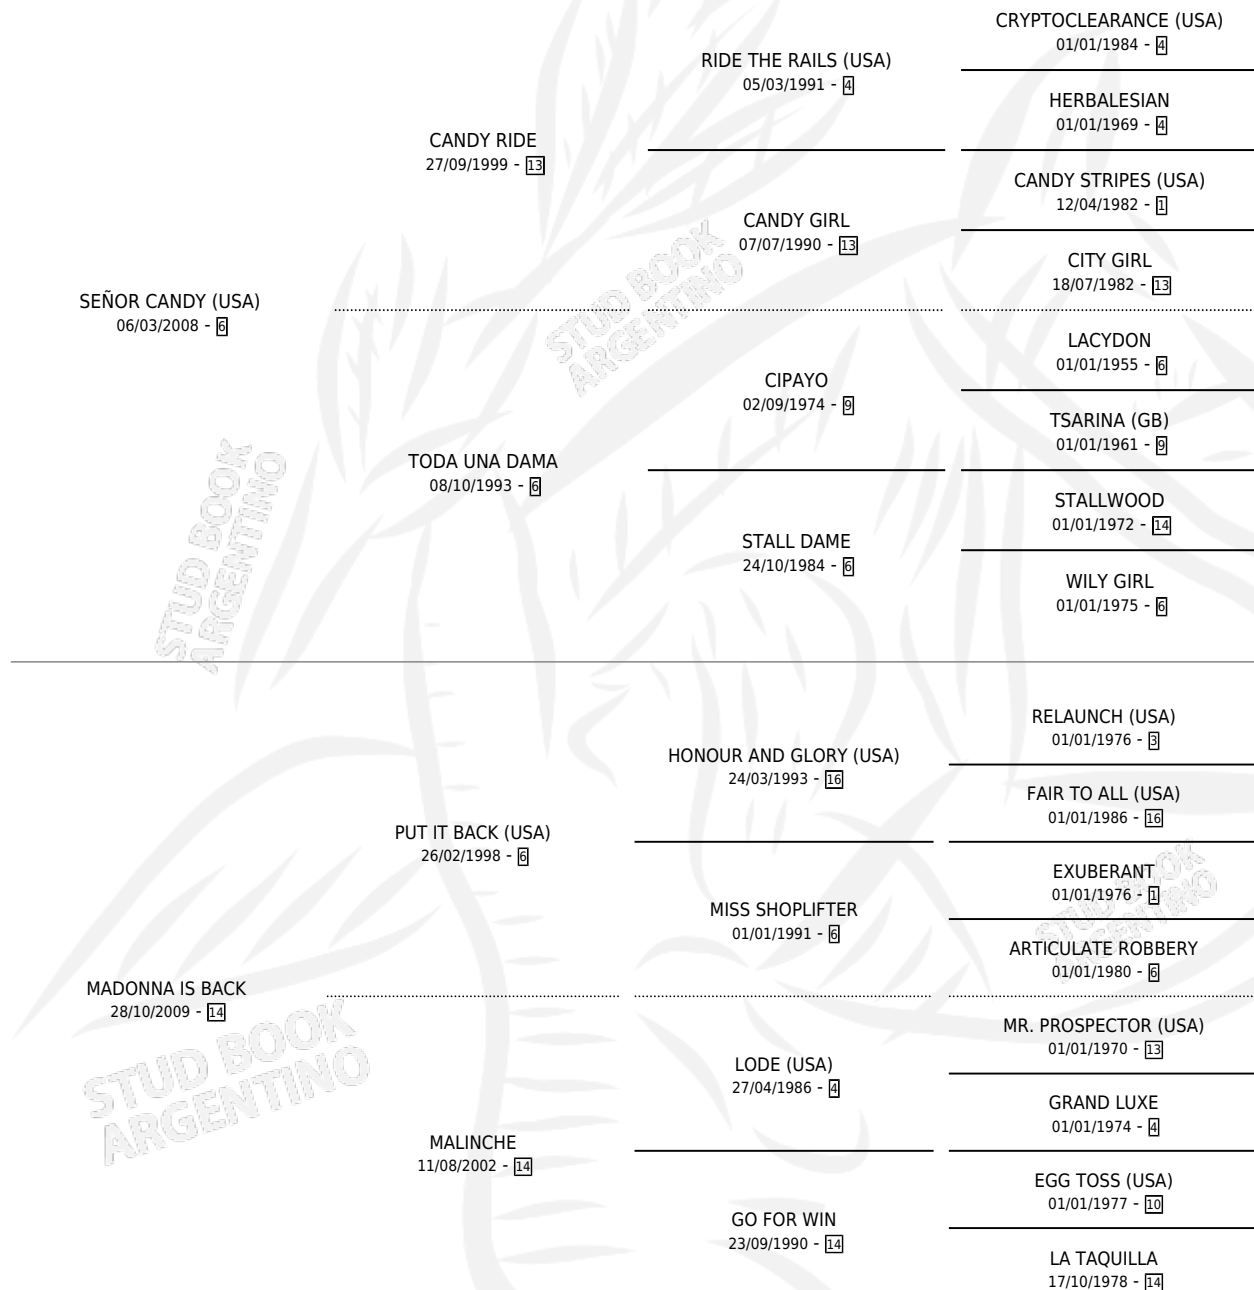 CRYPTOCLEARANCE (USA)
01/01/1984 - 4
RIDE THE RAILS (USA)
05/03/1991 - 4
HERBALESIAN
01/01/1969 - 4
CANDY RIDE
27/09/1999 - 13
CANDY STRIPES (USA)
12/04/1982 - 1
CANDY GIRL
07/07/1990 - 13
CITY GIRL
18/07/1982 - 13
SEÑOR CANDY (USA)
06/03/2008 - 6
STUD BOOK
ARGENTINO
LACYDON
01/01/1955 - 6
CIPAYO
02/09/1974 - 9
TSARINA (GB)
01/01/1961 - 9
TODA UNA DAMA
08/10/1993 - 6
STALLWOOD
01/01/1972 - 14
STALL DAME
24/10/1984 - 6
WILY GIRL
01/01/1975 - 6
STUD BOOK
ARGENTINO
RELAUNCH (USA)
01/01/1976 - 3
HONOUR AND GLORY (USA)
24/03/1993 - 16
FAIR TO ALL (USA)
01/01/1986 - 16
PUT IT BACK (USA)
26/02/1998 - 6
EXUBERANT
01/01/1976 - 1
MISS SHOPLIFTER
01/01/1991 - 6
STUD BOOK
ARGENTINO
ARTICULATE ROBBERY
01/01/1980 - 6
MADONNA IS BACK
28/10/2009 - 14
STUD BOOK
ARGENTINO
MR. PROSPECTOR (USA)
01/01/1970 - 13
LODE (USA)
27/04/1986 - 4
GRAND LUXE
01/01/1974 - 4
MALINCHE
11/08/2002 - 14
EGG TOSS (USA)
01/01/1977 - 10
GO FOR WIN
23/09/1990 - 14
LA TAQUILLA
17/10/1978 - 14